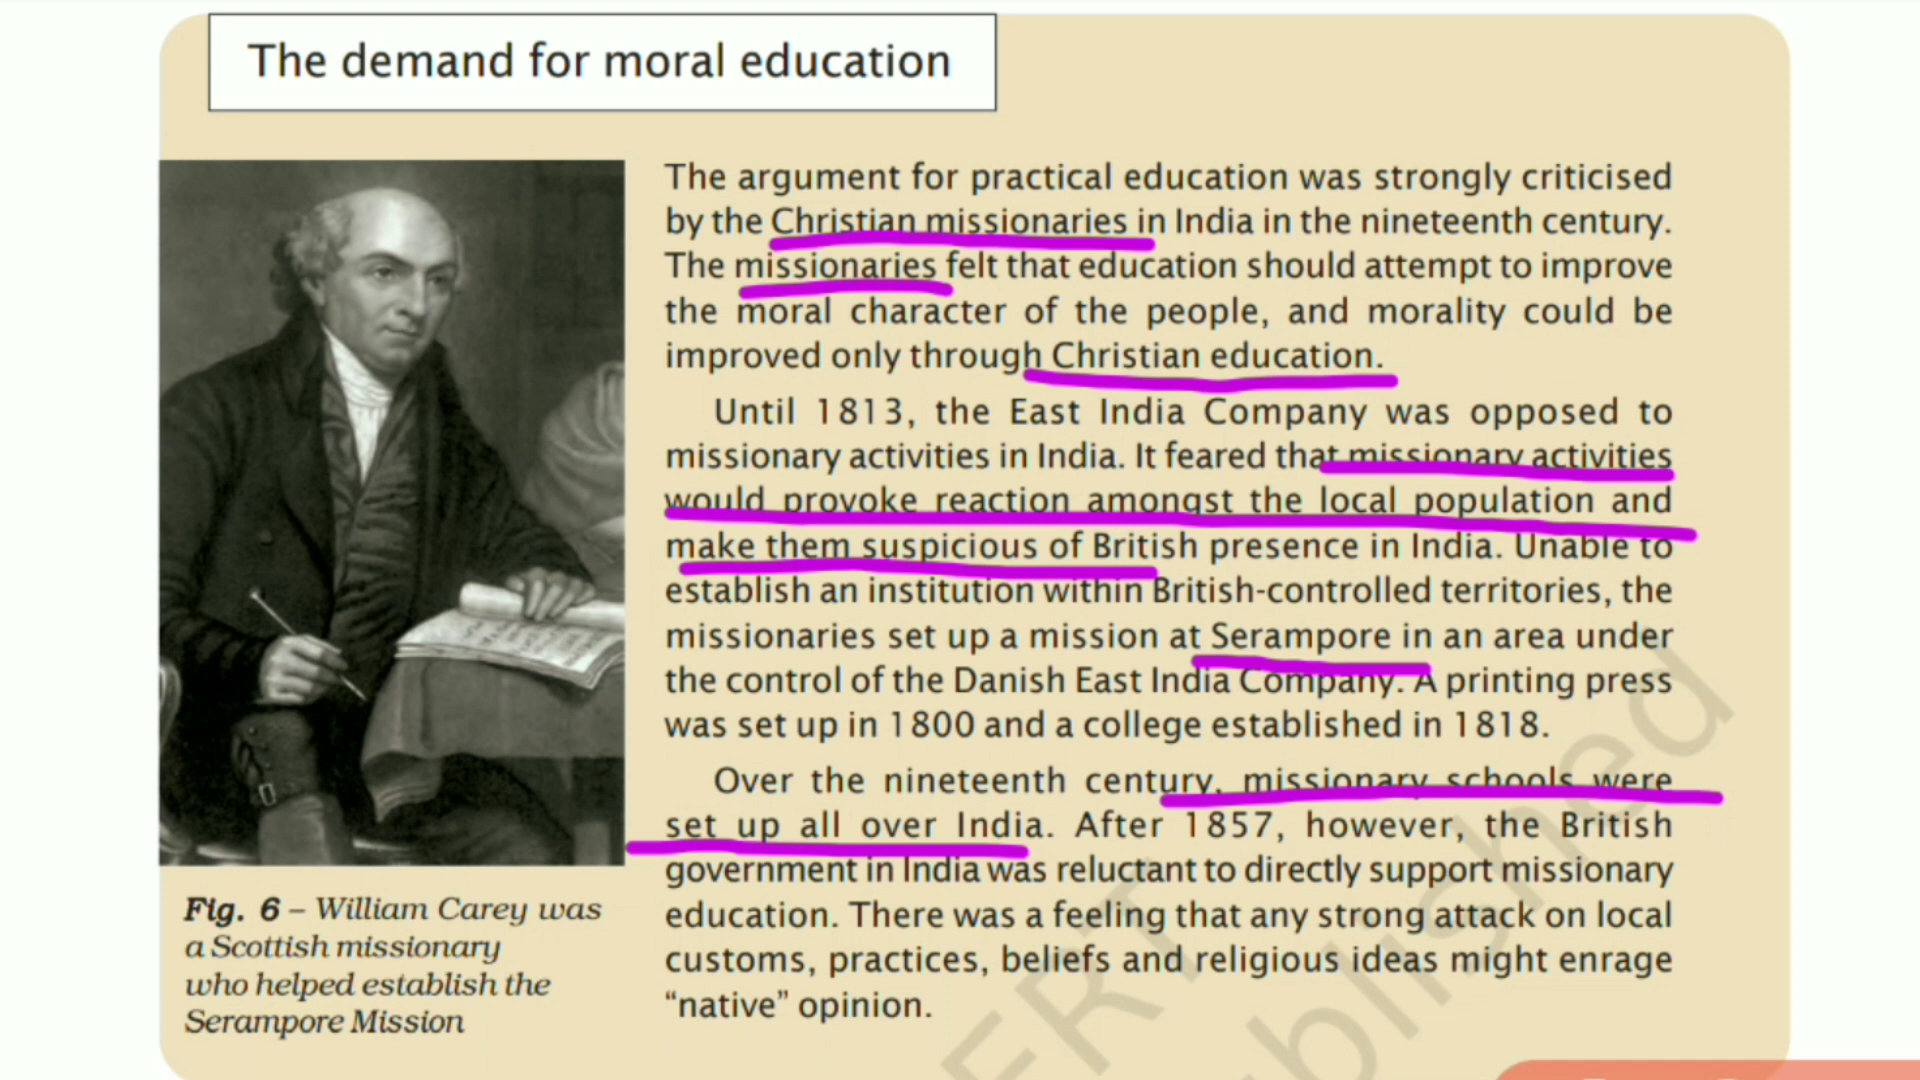 The demand for moral education
The argument for practical education was strongly criticised
by the Christian missionaries in India in the nineteenth century.
The missionaries felt that education should attempt to improve
the moral character of the people, and morality could be
improved only through Christian education.
Until 1813, the East India Company was opposed to
missionary activities in India. It feared that missionary activities
would provoke reaction amongst the local population and
make them suspicious of British presence in India. Unable to
establish an institution within British-controlled territories, the
missionaries set up a mission at Serampore in an area under
the control of the Danish East India Company. A printing press
was set up in 1800 and a college established in 1818.
Over the nineteenth century, missionary schools were
set up all over India. After 1857, however, the British
government in India was reluctant to directly support missionary
education. There was a feeling that any strong attack on local
customs, practices, beliefs and religious ideas might enrage
“native” opinion.
Fig. 6 – William Carey was
a Scottish missionary
who helped establish the
Serampore Mission